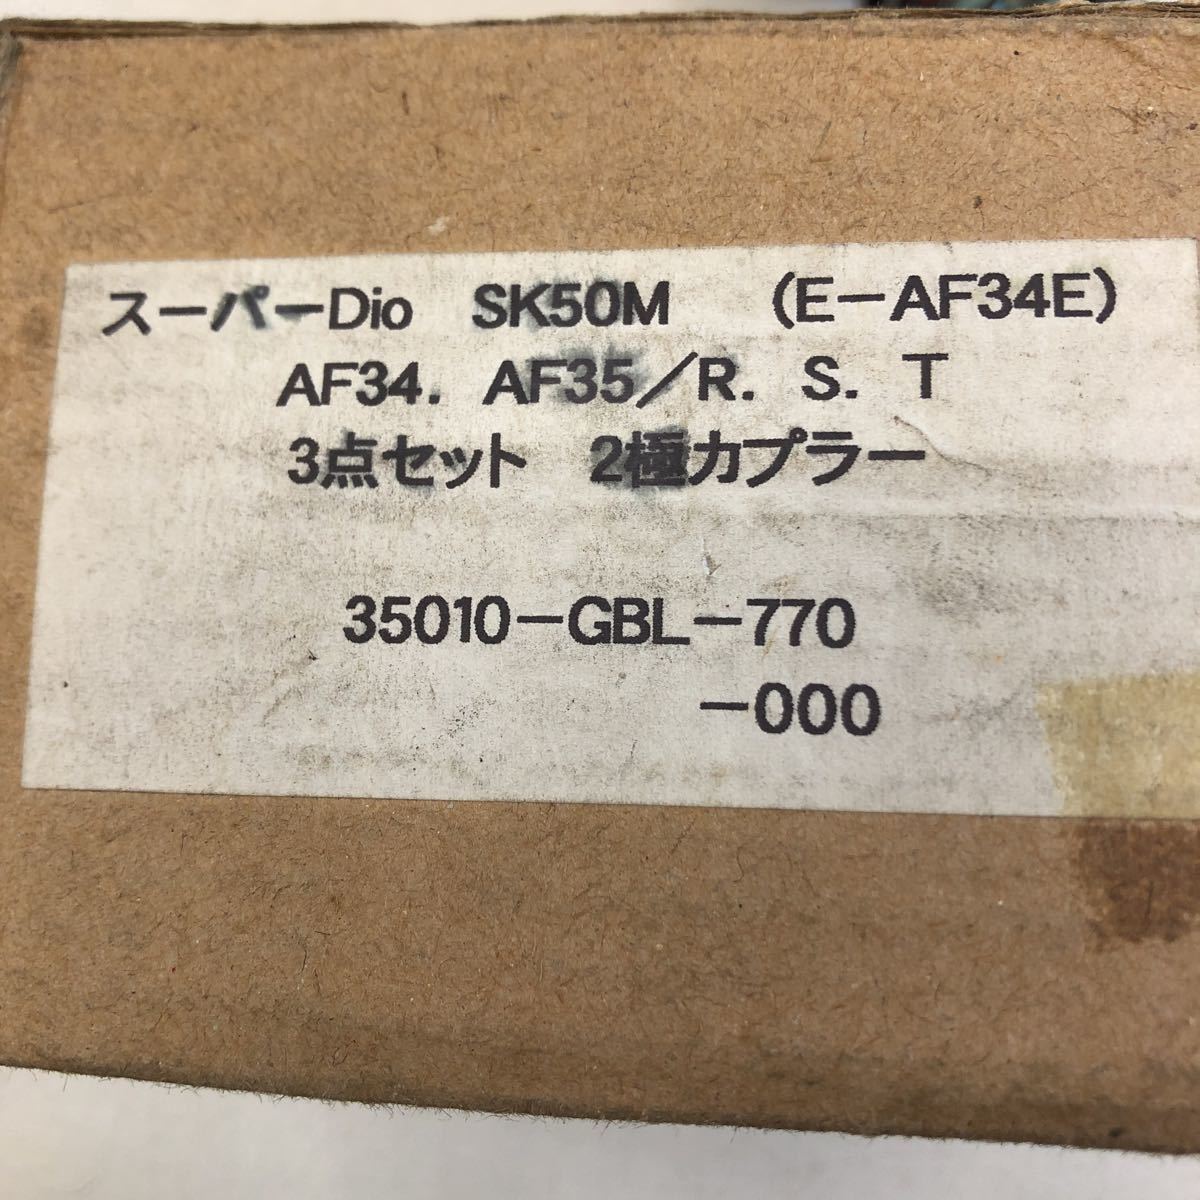 スーパーDio　SK50M　(E−AF34E)
AF34．AF35／R．S．T
3点セット　2極カプラー
35010−GBL−770
−000